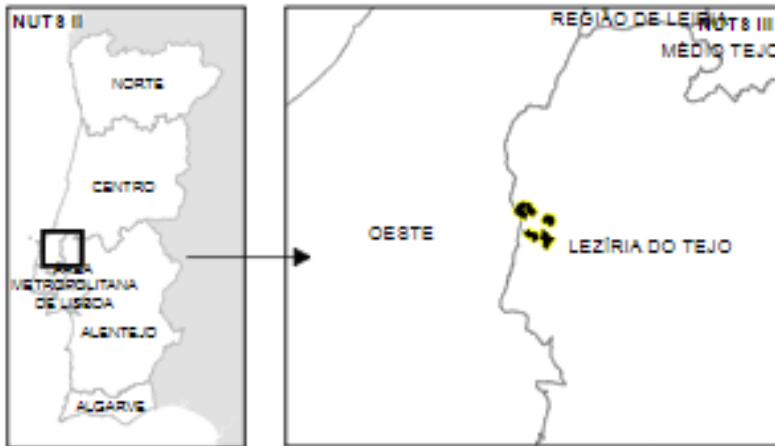 NUTS II
NORTE
CENTRO
ÁREA
METROPOLITANA
DE LISBOA
ALENTEJO
ALGARVE
REGIÃO DE LEIRIA
NUTS III
MÉDIO TEJO
OESTE
LEZÍRIA DO TEJO